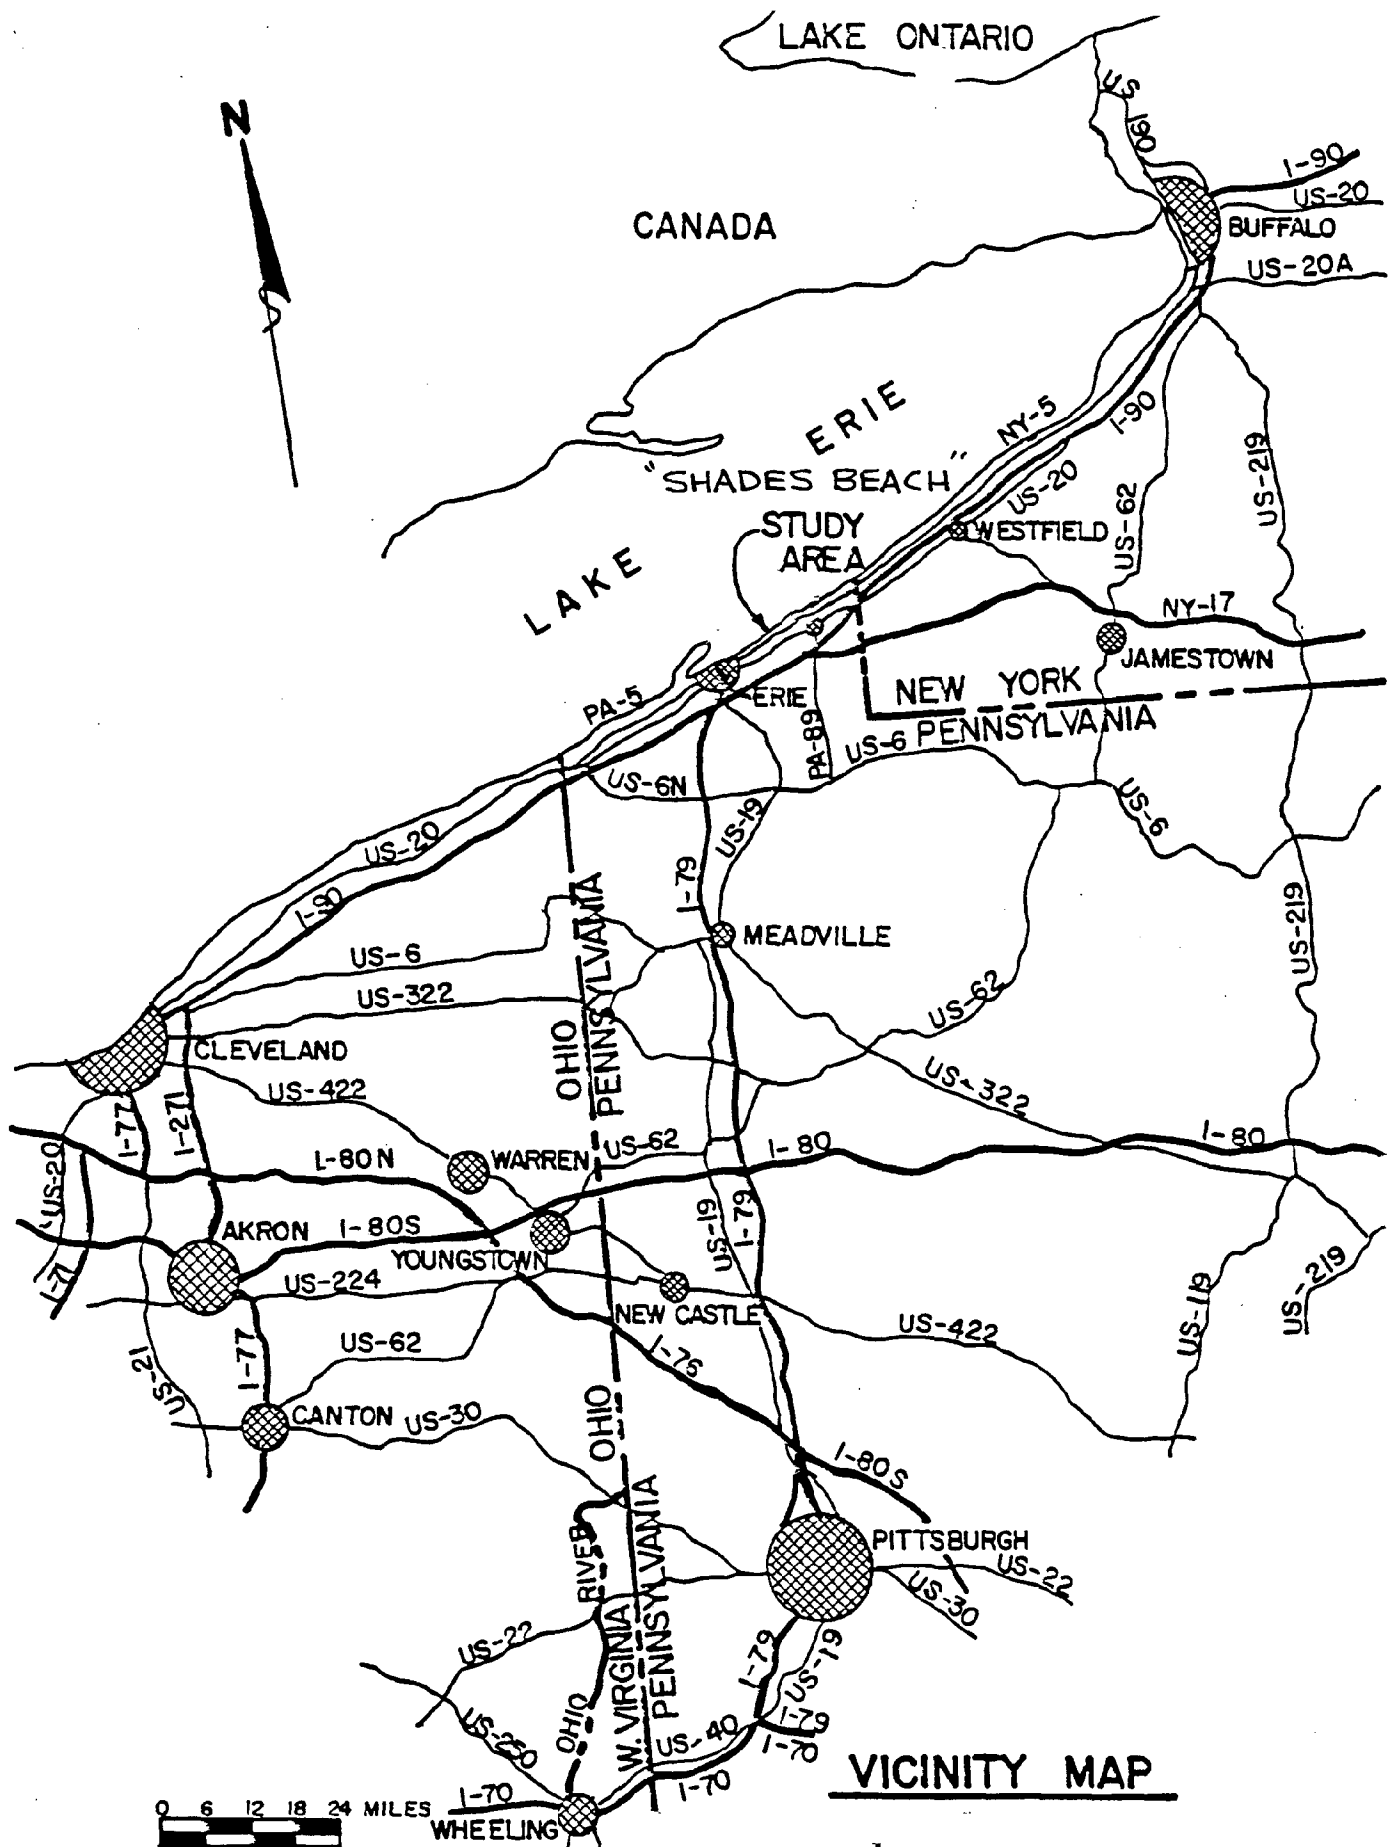 LAKE ONTARIO
N
US
190
I-90
US-20
CANADA
BUFFALO
US-20A
ERIE
NY-5
I-90
"SHADES BEACH"
US-20
US-219
US-62
STUDY
AREA
WESTFIELD
LAKE
NY-17
JAMESTOWN
ERIE
PA-5
NEW YORK
PENNSYLVANIA
PA-89
US-6
US-6N
US-19
US-6
US-20
I-79
I-90
OHIO
PENNSYLVANIA
MEADVILLE
US-219
US-6
US-322
US-62
CLEVELAND
US-422
US-322
I-77
I-271
US-62
I-80
I-80
US-20
I-80N
WARREN
AKRON
I-80S
YOUNGSTOWN
US-19
I-79
I-71
US-224
NEW CASTLE
US-422
US-119
US-219
US-62
I-77
US-21
I-76
CANTON
US-30
OHIO
PENNSYLVANIA
I-80S
PITTSBURGH
US-22
US-30
RIVER
OHIO
W. VIRGINIA
US-22
I-79
US-19
US-250
US-40
I-79
I-70
I-70
I-70
WHEELING
VICINITY MAP
0 6 12 18 24 MILES